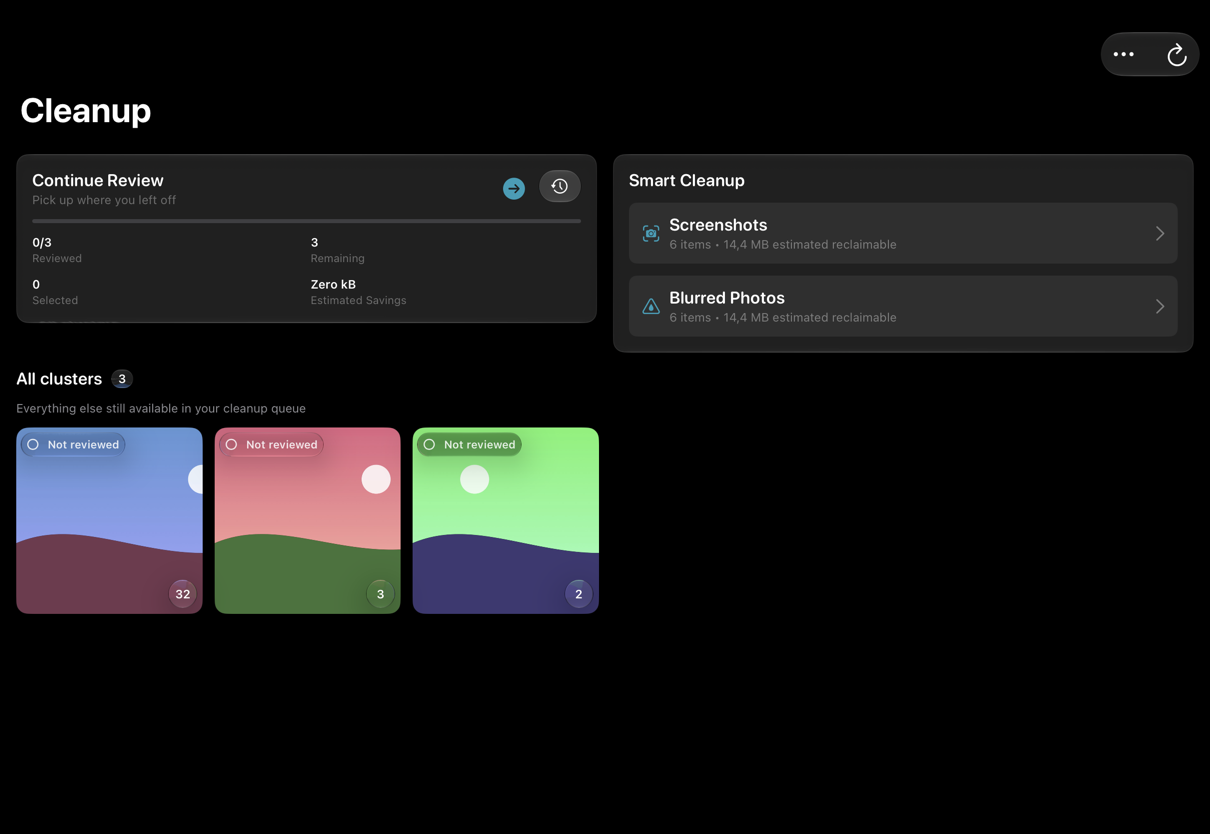 Cleanup
Continue Review
Pick up where you left off
0/3
Reviewed
3
Remaining
0
Selected
Zero kB
Estimated Savings
Smart Cleanup
Screenshots
6 items • 14,4 MB estimated reclaimable
Blurred Photos
6 items • 14,4 MB estimated reclaimable
All clusters 3
Everything else still available in your cleanup queue
Not reviewed
32
Not reviewed
3
Not reviewed
2